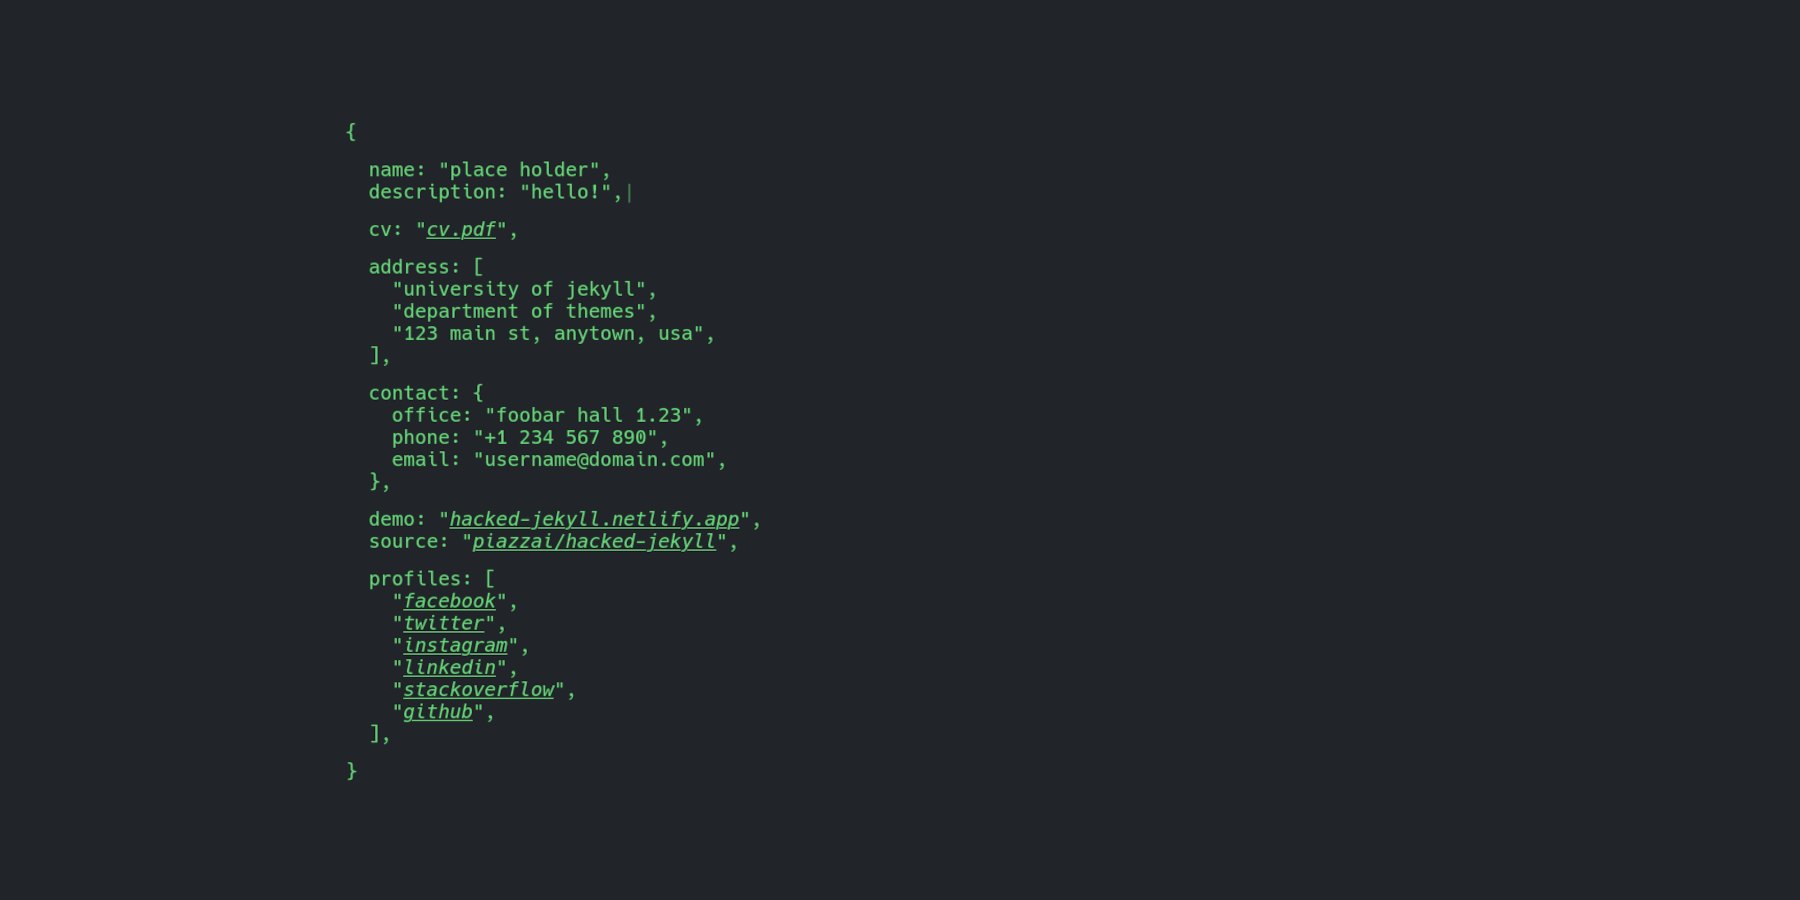 {
name: "place holder",
description: "hello!",|
cv: "cv.pdf",
address: [
"university of jekyll",
"department of themes",
"123 main st, anytown, usa",
],
contact: {
office: "foobar hall 1.23",
phone: "+1 234 567 890",
email: "username@domain.com",
},
demo: "hacked-jekyll.netlify.app",
source: "piazzai/hacked-jekyll",
profiles: [
"facebook",
"twitter",
"instagram",
"linkedin",
"stackoverflow",
"github",
],
}